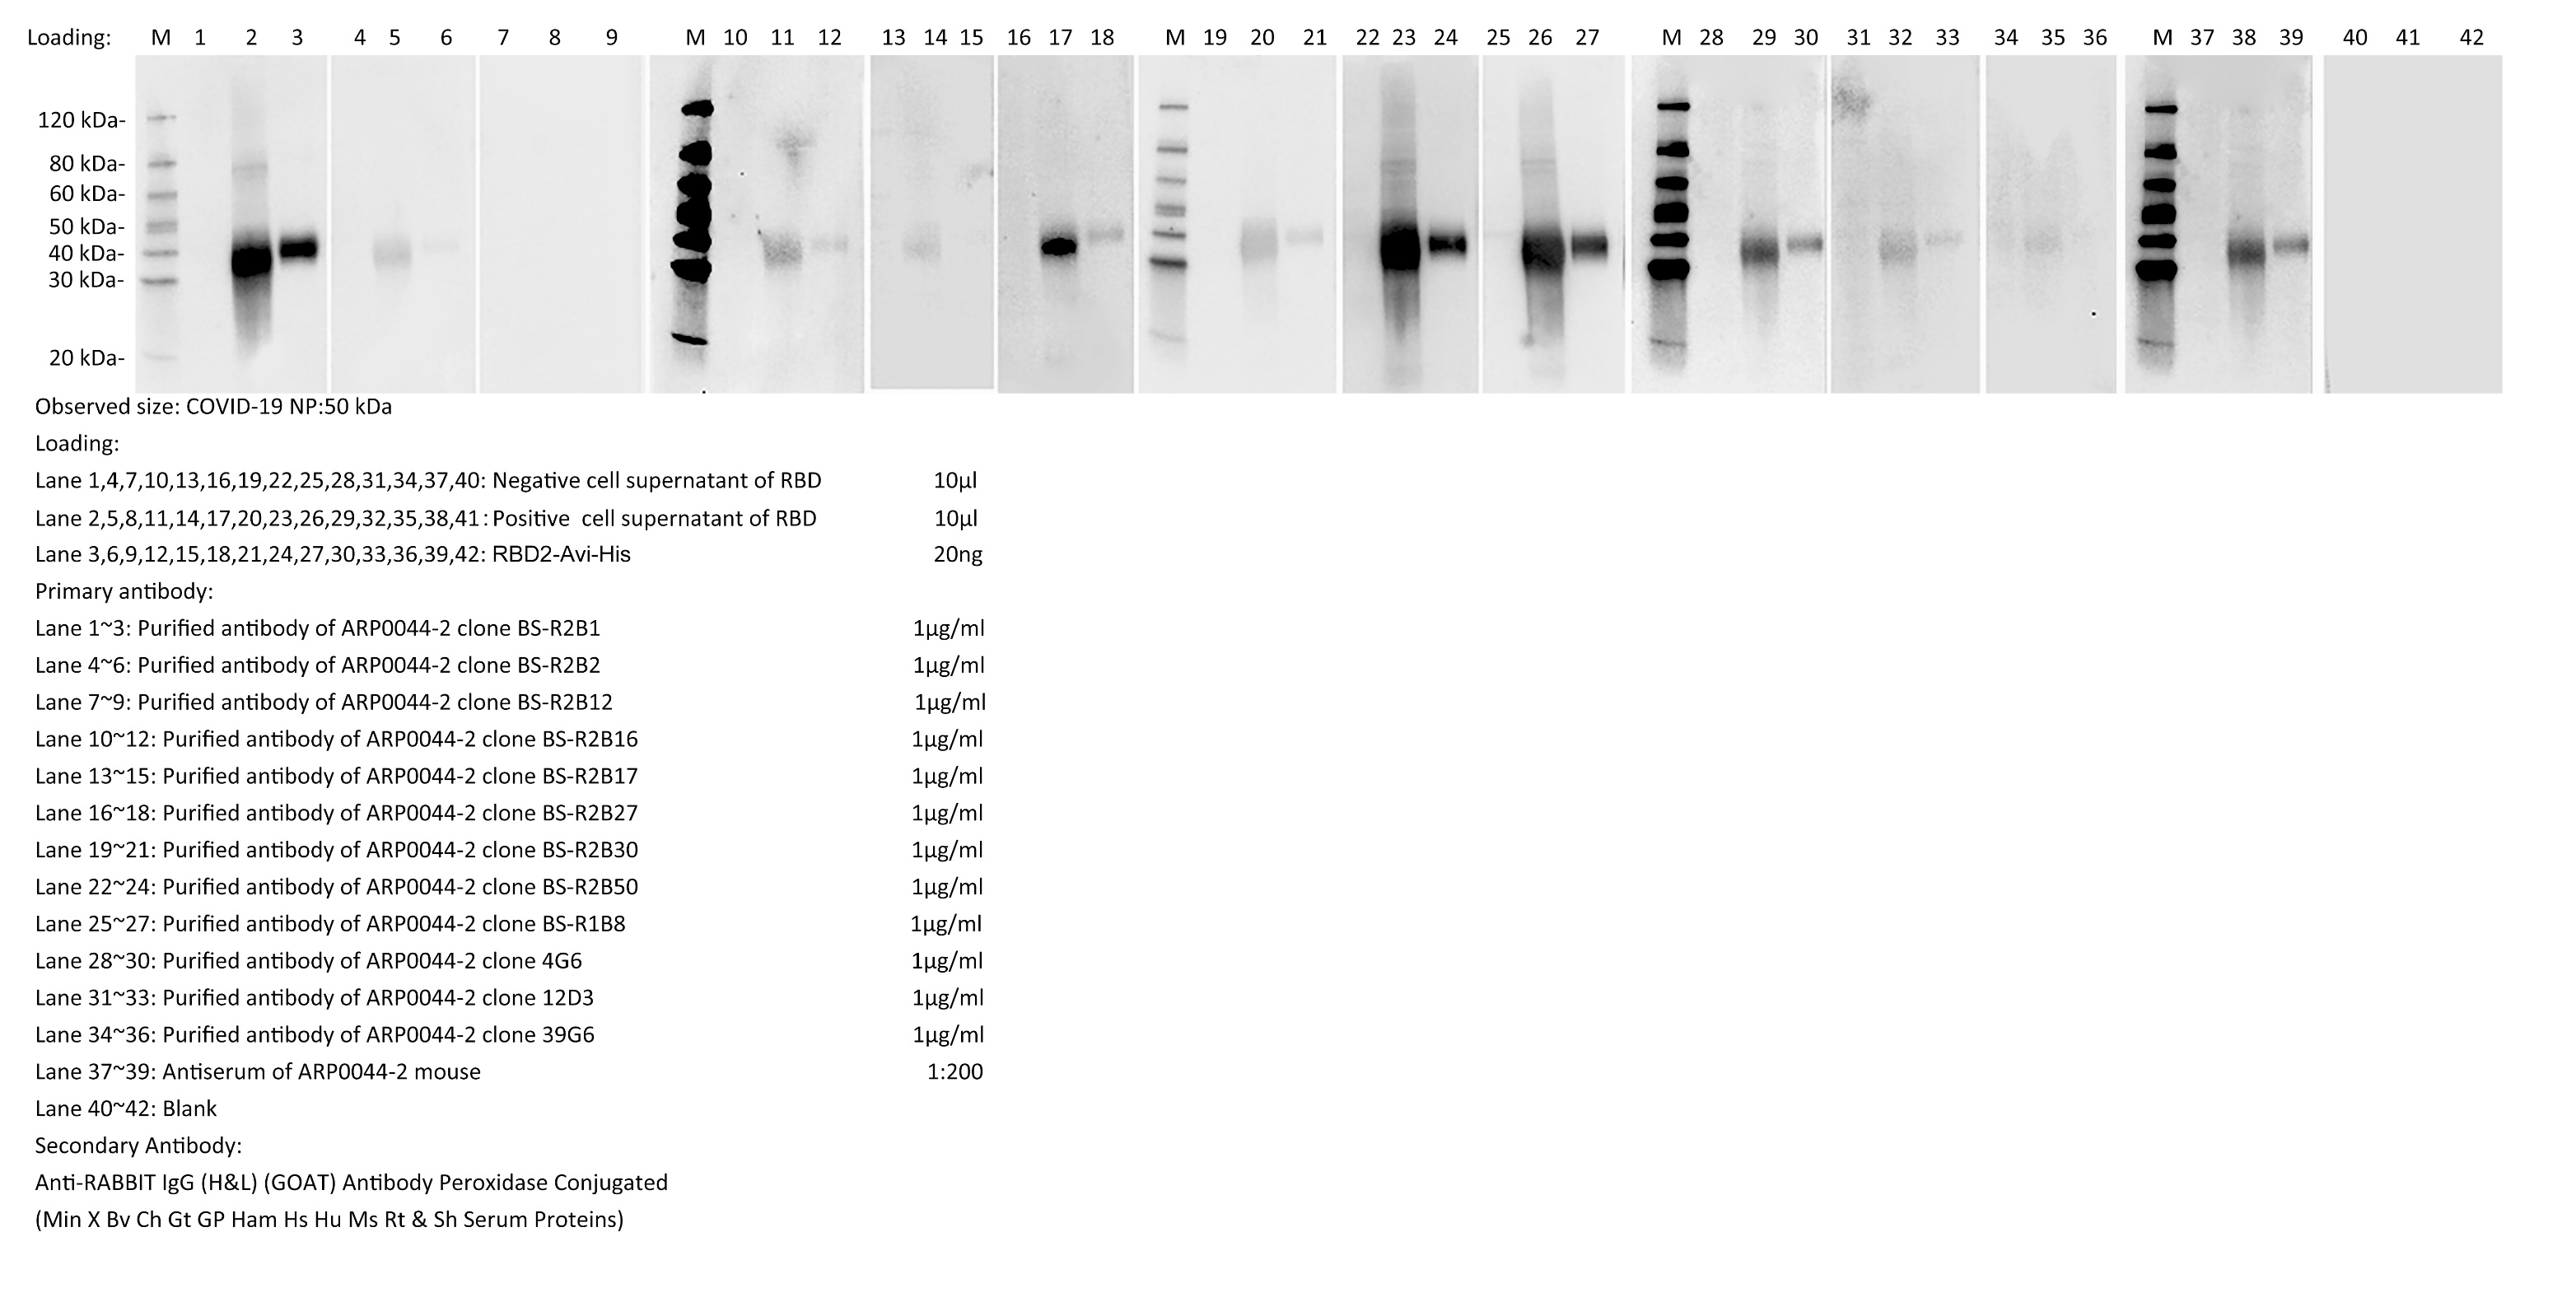 Loading: M 1 2 3 4 5 6 7 8 9 M 10 11 12 13 14 15 16 17 18 M 19 20 21 22 23 24 25 26 27 M 28 29 30 31 32 33 34 35 36 M 37 38 39 40 41 42
120 kDa-
80 kDa-
60 kDa-
50 kDa-
40 kDa-
30 kDa-
20 kDa-
Observed size: COVID-19 NP:50 kDa
Loading:
Lane 1,4,7,10,13,16,19,22,25,28,31,34,37,40: Negative cell supernatant of RBD 10µl
Lane 2,5,8,11,14,17,20,23,26,29,32,35,38,41: Positive cell supernatant of RBD 10µl
Lane 3,6,9,12,15,18,21,24,27,30,33,36,39,42: RBD2-Avi-His 20ng
Primary antibody:
Lane 1~3: Purified antibody of ARP0044-2 clone BS-R2B1 1µg/ml
Lane 4~6: Purified antibody of ARP0044-2 clone BS-R2B2 1µg/ml
Lane 7~9: Purified antibody of ARP0044-2 clone BS-R2B12 1µg/ml
Lane 10~12: Purified antibody of ARP0044-2 clone BS-R2B16 1µg/ml
Lane 13~15: Purified antibody of ARP0044-2 clone BS-R2B17 1µg/ml
Lane 16~18: Purified antibody of ARP0044-2 clone BS-R2B27 1µg/ml
Lane 19~21: Purified antibody of ARP0044-2 clone BS-R2B30 1µg/ml
Lane 22~24: Purified antibody of ARP0044-2 clone BS-R2B50 1µg/ml
Lane 25~27: Purified antibody of ARP0044-2 clone BS-R1B8 1µg/ml
Lane 28~30: Purified antibody of ARP0044-2 clone 4G6 1µg/ml
Lane 31~33: Purified antibody of ARP0044-2 clone 12D3 1µg/ml
Lane 34~36: Purified antibody of ARP0044-2 clone 39G6 1µg/ml
Lane 37~39: Antiserum of ARP0044-2 mouse 1:200
Lane 40~42: Blank
Secondary Antibody:
Anti-RABBIT IgG (H&L) (GOAT) Antibody Peroxidase Conjugated
(Min X Bv Ch Gt GP Ham Hs Hu Ms Rt & Sh Serum Proteins)